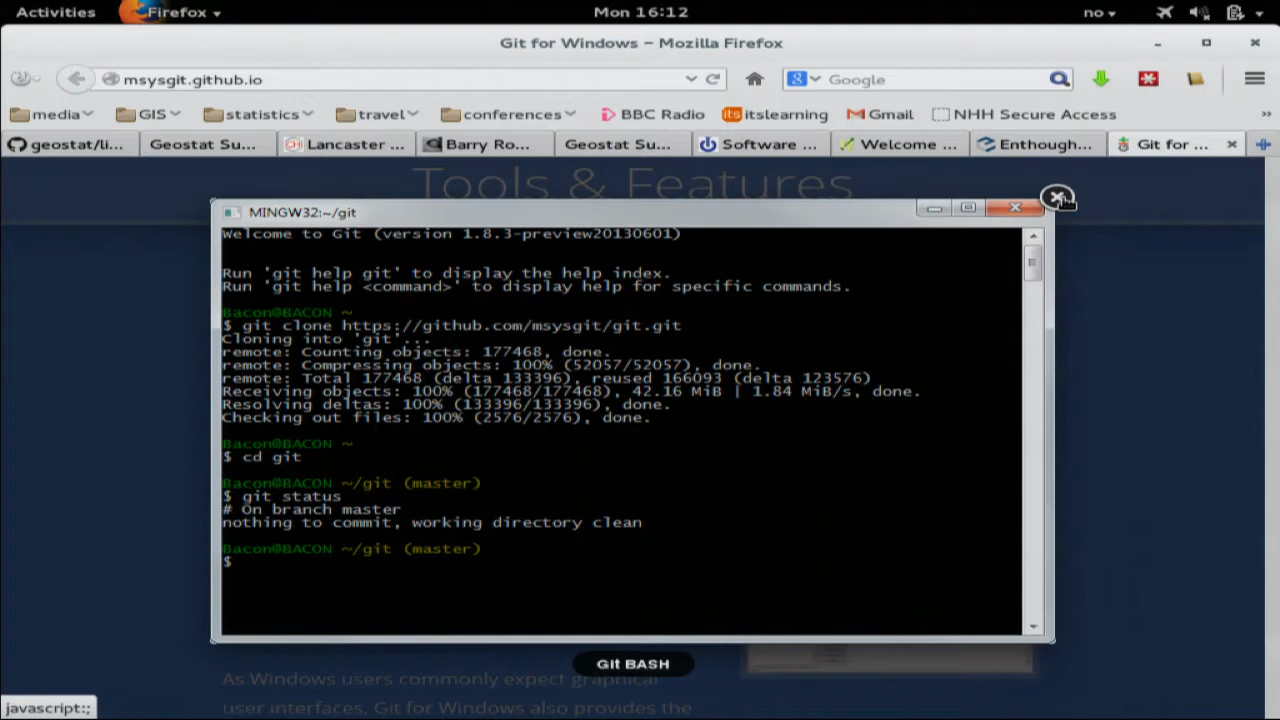 Activities Firefox Mon 16:12 no
Git for Windows – Mozilla Firefox
msysgit.github.io Google
media GIS statistics travel conferences BBC Radio its itslearning Gmail NHH Secure Access »
geostat/li... Geostat Su... Lancaster ... Barry Ro... Geostat Su... Software ... Welcome ... Enthough... Git for ...
Tools & Features
MINGW32:~/git
Welcome to Git (version 1.8.3-preview20130601)
Run 'git help git' to display the help index.
Run 'git help <command>' to display help for specific commands.
Bacon@BACON ~
$ git clone https://github.com/msysgit/git.git
Cloning into 'git'...
remote: Counting objects: 177468, done.
remote: Compressing objects: 100% (52057/52057), done.
remote: Total 177468 (delta 133396), reused 166093 (delta 123576)
Receiving objects: 100% (177468/177468), 42.16 MiB | 1.84 MiB/s, done.
Resolving deltas: 100% (133396/133396), done.
Checking out files: 100% (2576/2576), done.
Bacon@BACON ~
$ cd git
Bacon@BACON ~/git (master)
$ git status
# On branch master
nothing to commit, working directory clean
Bacon@BACON ~/git (master)
$
Git BASH
As Windows users commonly expect graphical
user interfaces, Git for Windows also provides the
javascript:;